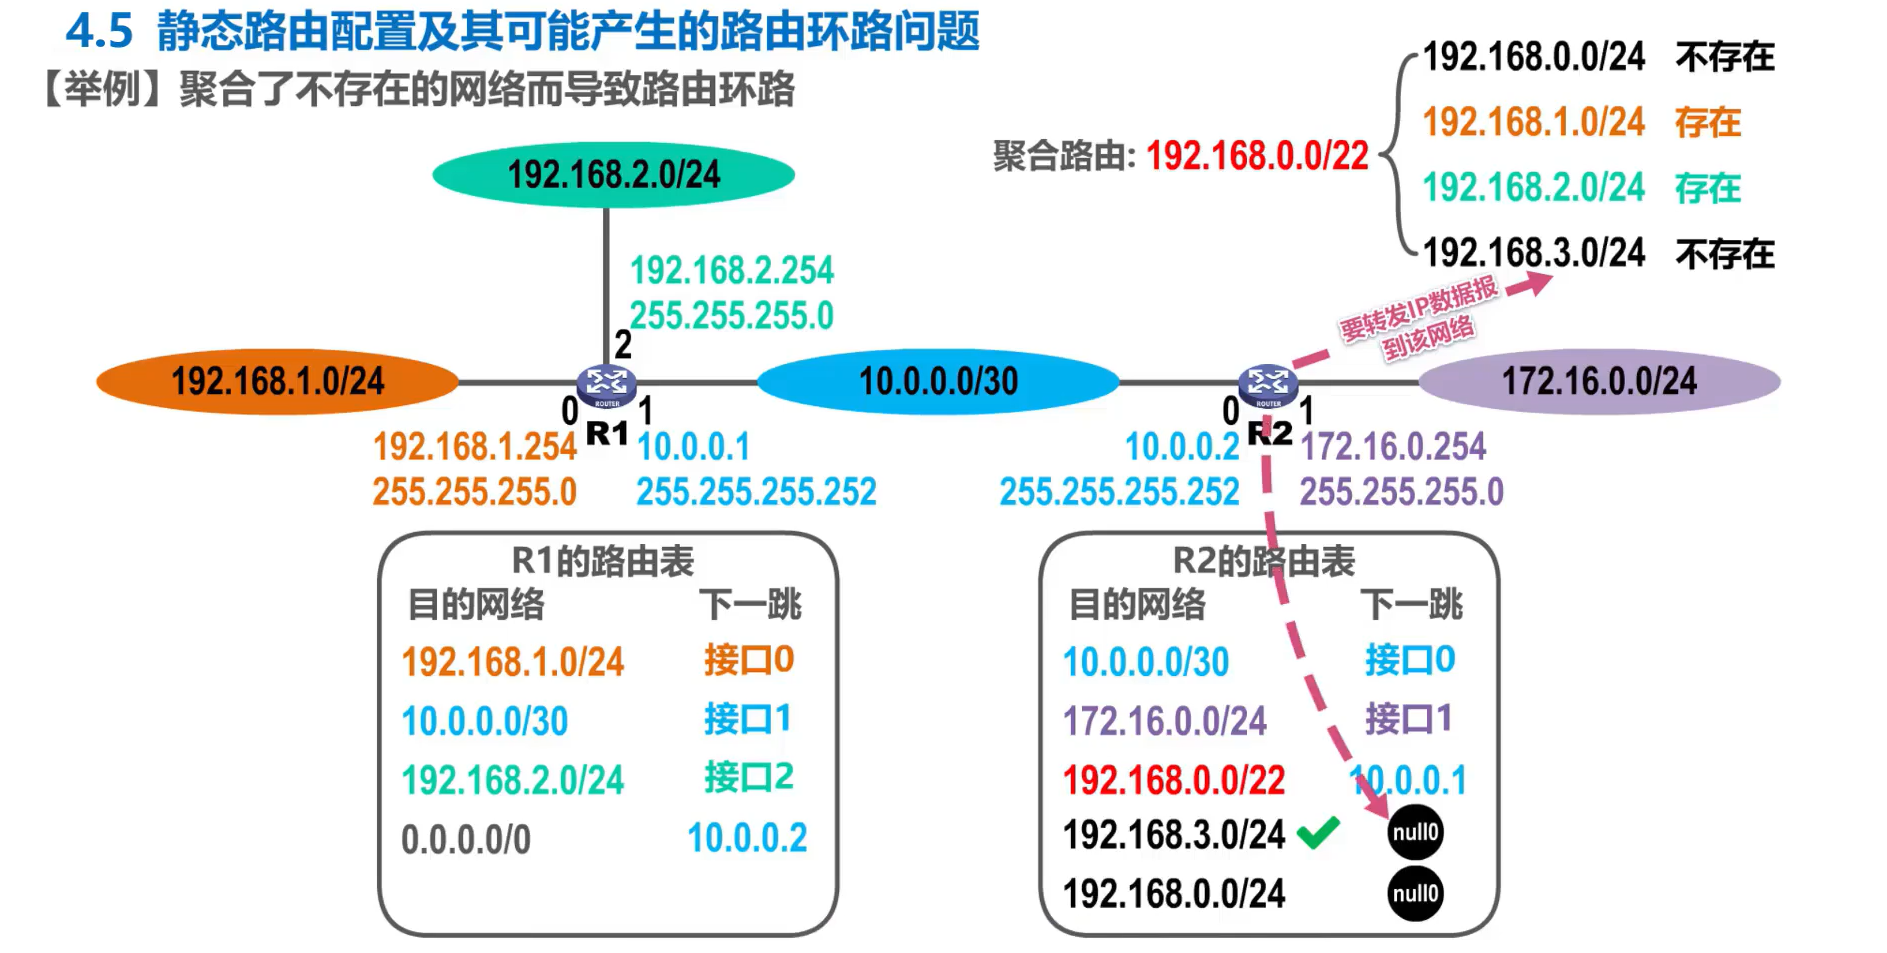 4.5 静态路由配置及其可能产生的路由环路问题
【举例】聚合了不存在的网络而导致路由环路
聚合路由: 192.168.0.0/22
192.168.0.0/24 不存在
192.168.1.0/24 存在
192.168.2.0/24 存在
192.168.3.0/24 不存在
要转发IP数据报
到该网络
192.168.2.0/24
192.168.2.254
255.255.255.0
2
192.168.1.0/24
ROUTER
10.0.0.0/30
ROUTER
172.16.0.0/24
0 R1 1
0 R2 1
192.168.1.254
255.255.255.0
10.0.0.1
255.255.255.252
10.0.0.2
255.255.255.252
172.16.0.254
255.255.255.0
R1的路由表
目的网络 下一跳
192.168.1.0/24 接口0
10.0.0.0/30 接口1
192.168.2.0/24 接口2
0.0.0.0/0 10.0.0.2
R2的路由表
目的网络 下一跳
10.0.0.0/30 接口0
172.16.0.0/24 接口1
192.168.0.0/22 10.0.0.1
192.168.3.0/24 null0
192.168.0.0/24 null0